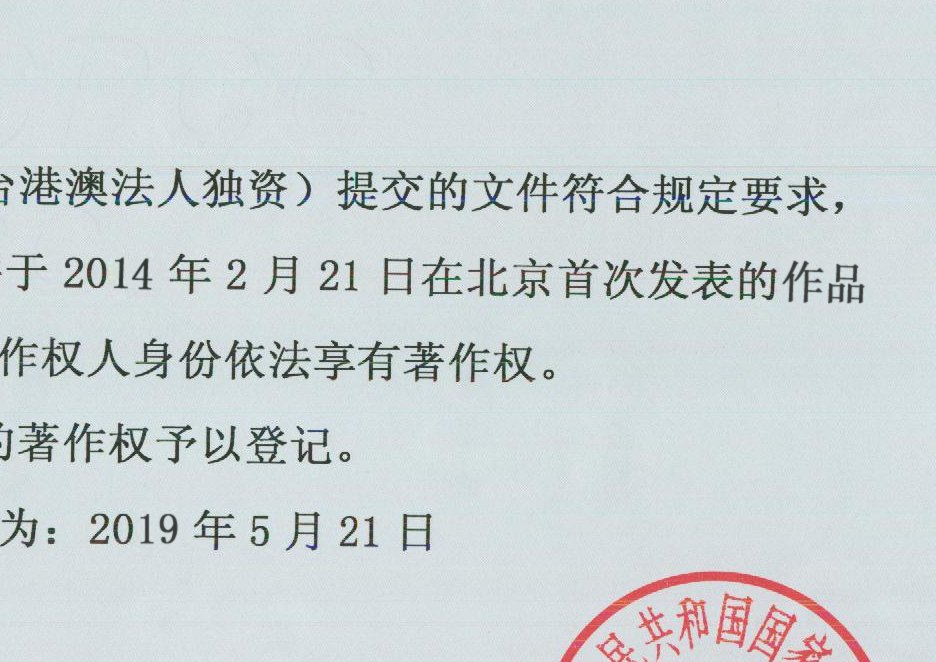 台港澳法人独资）提交的文件符合规定要求，
于 2014 年 2 月 21 日在北京首次发表的作品
作权人身份依法享有著作权。
的著作权予以登记。
为：2019 年 5 月 21 日
民共和国国家